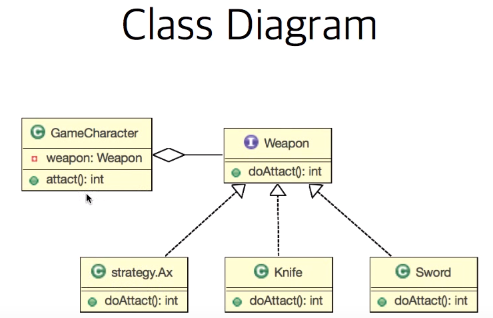 Class Diagram
C GameCharacter
weapon: Weapon
attact(): int
I Weapon
doAttact(): int
C strategy.Ax
doAttact(): int
C Knife
doAttact(): int
C Sword
doAttact(): int